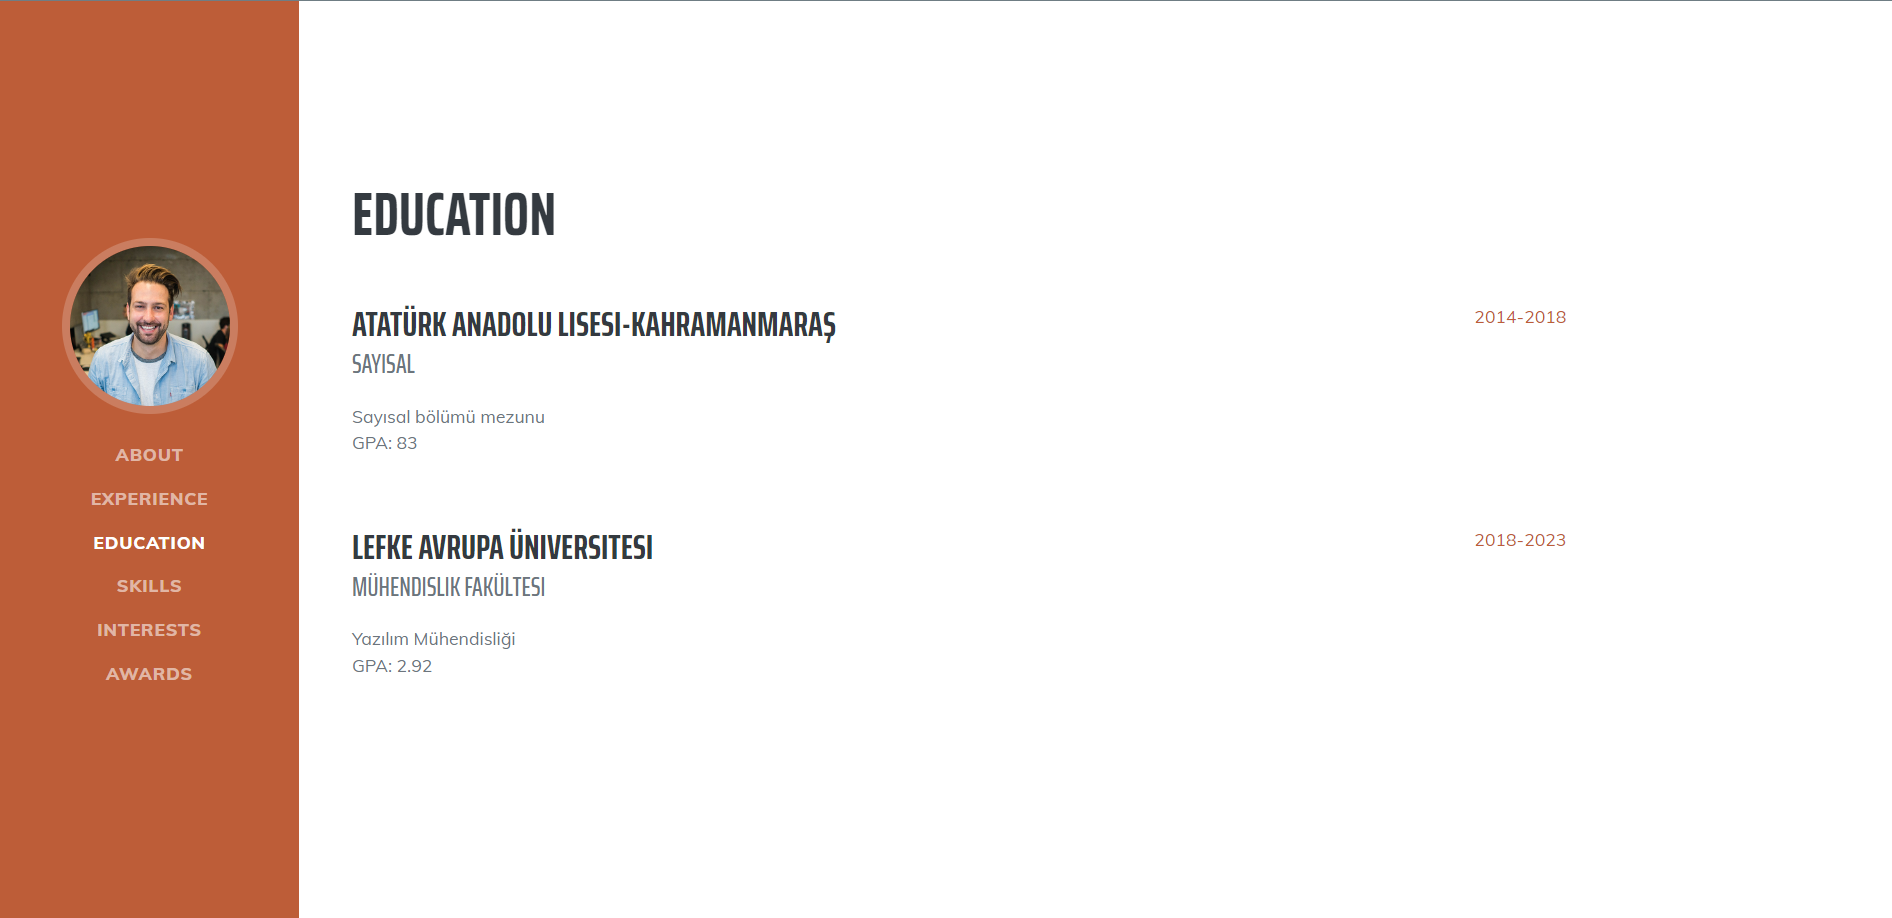 ABOUT
EXPERIENCE
EDUCATION
SKILLS
INTERESTS
AWARDS
EDUCATION
ATATÜRK ANADOLU LISESI-KAHRAMANMARAŞ
2014-2018
SAYISAL
Sayısal bölümü mezunu
GPA: 83
LEFKE AVRUPA ÜNIVERSITESI
2018-2023
MÜHENDISLIK FAKÜLTESI
Yazılım Mühendisliği
GPA: 2.92